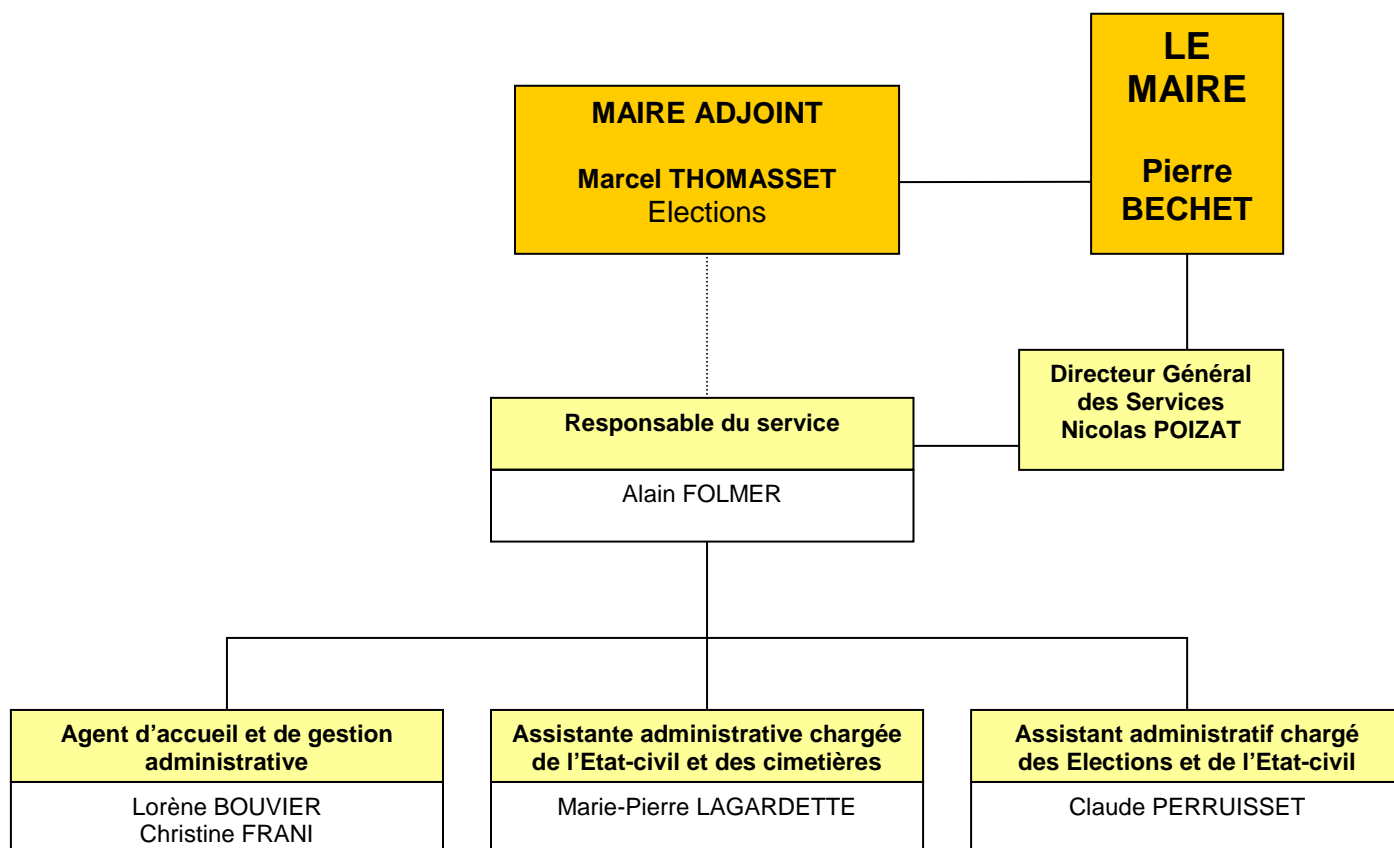 LE
MAIRE
Pierre
BECHET
MAIRE ADJOINT
Marcel THOMASSET
Elections
Directeur Général
des Services
Nicolas POIZAT
Responsable du service
Alain FOLMER
Agent d’accueil et de gestion
administrative
Lorène BOUVIER
Christine FRANI
Assistante administrative chargée
de l’Etat-civil et des cimetières
Marie-Pierre LAGARDETTE
Assistant administratif chargé
des Elections et de l’Etat-civil
Claude PERRUISSET